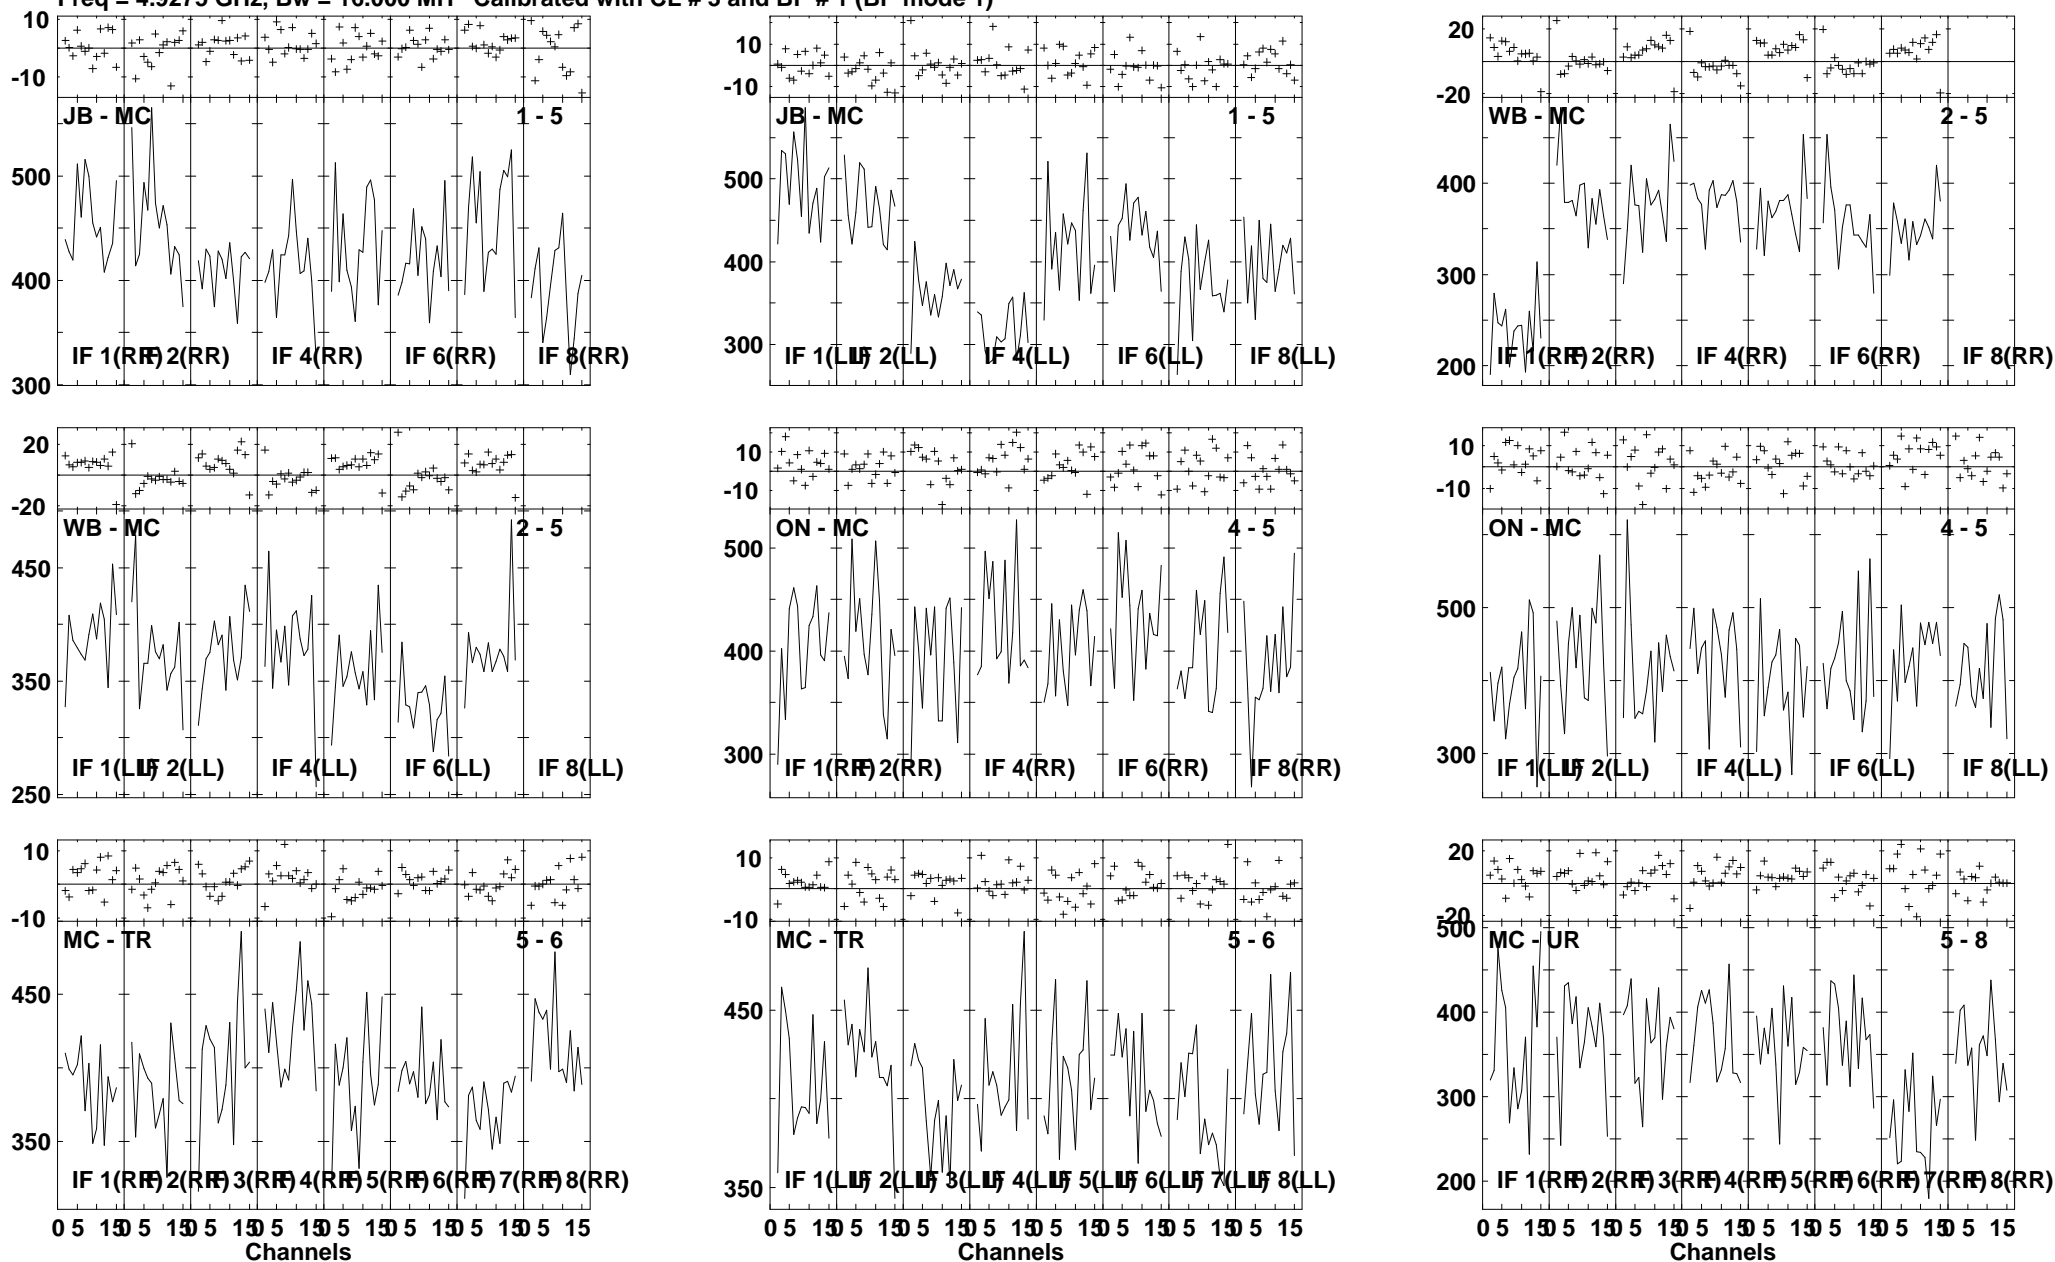 Freq = 4.9275 GHz, Bw = 16.000 MH Calibrated with CL # 3 and BP # 1 (BP mode 1)
10
-10
JB - MC 1 - 5
500
400
300
IF 1(RR) IF 2(RR) IF 4(RR) IF 6(RR) IF 8(RR)
10
-10
JB - MC 1 - 5
500
400
300
IF 1(LL) IF 2(LL) IF 4(LL) IF 6(LL) IF 8(LL)
20
-20
WB - MC 2 - 5
400
300
200
IF 1(RR) IF 2(RR) IF 4(RR) IF 6(RR) IF 8(RR)
20
0
-20
WB - MC 2 - 5
450
350
250
IF 1(LL) IF 2(LL) IF 4(LL) IF 6(LL) IF 8(LL)
10
0
-10
ON - MC 4 - 5
500
400
300
IF 1(RR) IF 2(RR) IF 4(RR) IF 6(RR) IF 8(RR)
10
-10
ON - MC 4 - 5
500
300
IF 1(LL) IF 2(LL) IF 4(LL) IF 6(LL) IF 8(LL)
10
-10
MC - TR 5 - 6
450
350
IF 1(RR) IF 2(RR) IF 3(RR) IF 4(RR) IF 5(RR) IF 6(RR) IF 7(RR) IF 8(RR)
0 5 15 0 5 15 0 5 15 0 5 15 0 5 15 0 5 15 0 5 15 0 5 15
Channels
10
-10
MC - TR 5 - 6
450
350
IF 1(LL) IF 2(LL) IF 3(LL) IF 4(LL) IF 5(LL) IF 6(LL) IF 7(LL) IF 8(LL)
0 5 15 0 5 15 0 5 15 0 5 15 0 5 15 0 5 15 0 5 15 0 5 15
Channels
20
0
-20
MC - UR 5 - 8
500
400
300
200
IF 1(RR) IF 2(RR) IF 3(RR) IF 4(RR) IF 5(RR) IF 6(RR) IF 7(RR) IF 8(RR)
0 5 15 0 5 15 0 5 15 0 5 15 0 5 15 0 5 15 0 5 15 0 5 15
Channels